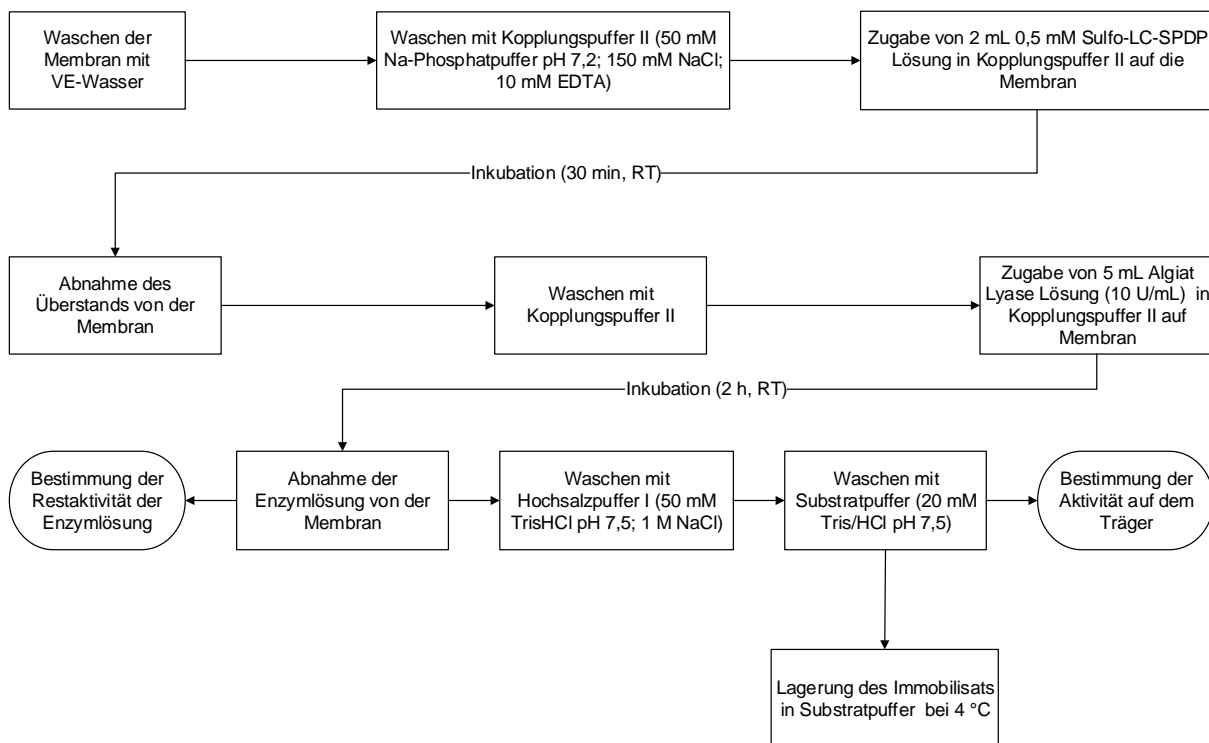 Waschen der
Membran mit
VE-Wasser
Waschen mit Kopplungspuffer II (50 mM
Na-Phosphatpuffer pH 7,2; 150 mM NaCl;
10 mM EDTA)
Zugabe von 2 mL 0,5 mM Sulfo-LC-SPDP
Lösung in Kopplungspuffer II auf die
Membran
Inkubation (30 min, RT)
Abnahme des
Überstands von der
Membran
Waschen mit
Kopplungspuffer II
Zugabe von 5 mL Algiat
Lyase Lösung (10 U/mL) in
Kopplungspuffer II auf
Membran
Inkubation (2 h, RT)
Bestimmung der
Restaktivität der
Enzymlösung
Abnahme der
Enzymlösung von der
Membran
Waschen mit
Hochsalzpuffer I (50 mM
TrisHCl pH 7,5; 1 M NaCl)
Waschen mit
Substratpuffer (20 mM
Tris/HCl pH 7,5)
Bestimmung der
Aktivität auf dem
Träger
Lagerung des Immobilisats
in Substratpuffer bei 4 °C